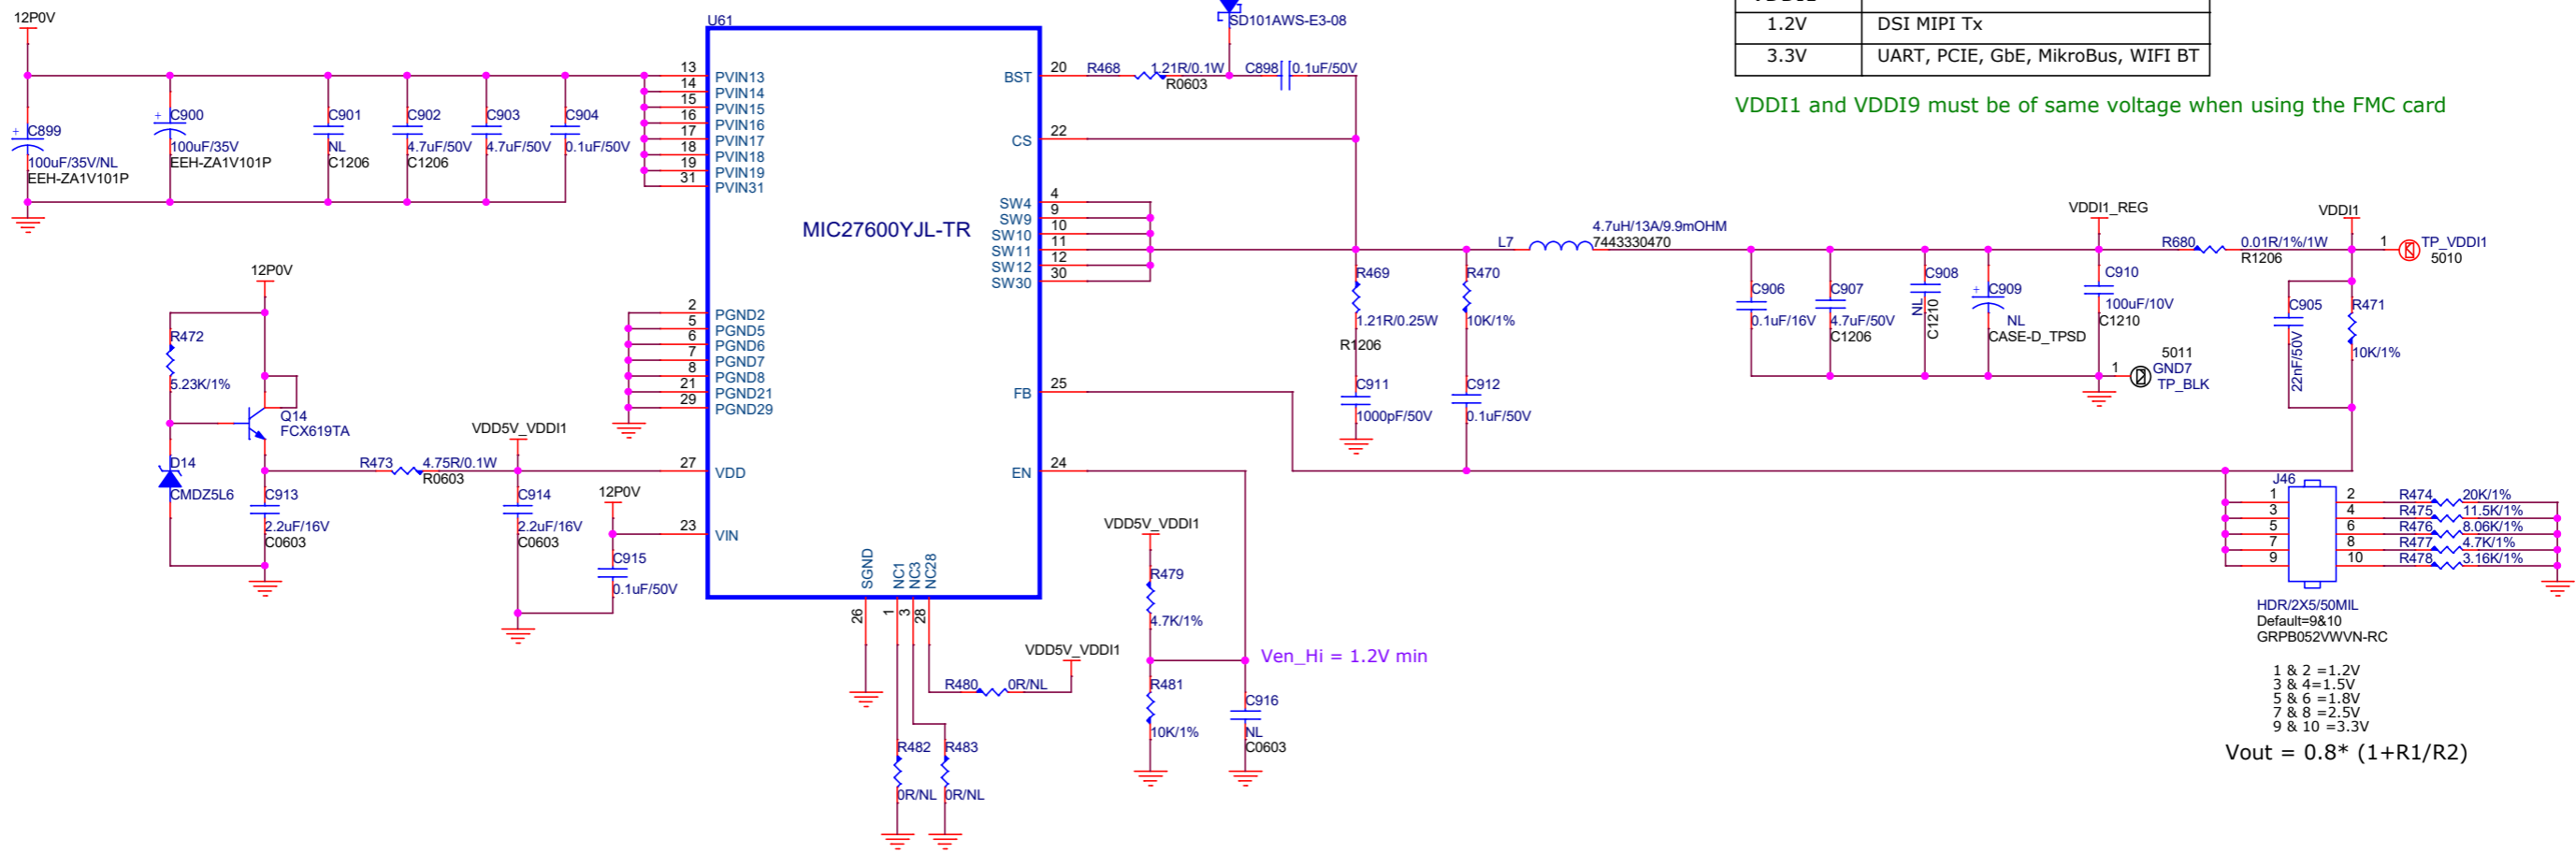 12P0V
C899
100uF/35V/NL
EEH-ZA1V101P
C900
100uF/35V
EEH-ZA1V101P
C901
NL
C1206
C902
4.7uF/50V
C1206
C903
4.7uF/50V
C904
0.1uF/50V
U61
MIC27600YJL-TR
13 PVIN13
14 PVIN14
15 PVIN15
16 PVIN16
17 PVIN17
18 PVIN18
19 PVIN19
31 PVIN31
2 PGND2
5 PGND5
6 PGND6
7 PGND7
8 PGND8
21 PGND21
29 PGND29
27 VDD
23 VIN
BST 20
CS 22
SW4 4
SW9 9
SW10 10
SW11 11
SW12 12
SW30 30
FB 25
EN 24
SGND 26
NC1 1
NC3 3
NC28 28
SD101AWS-E3-08
R468 1.21R/0.1W
R0603
C898 0.1uF/50V
1.2V DSI MIPI Tx
3.3V UART, PCIE, GbE, MikroBus, WIFI BT
VDDI1 and VDDI9 must be of same voltage when using the FMC card
12P0V
R472
5.23K/1%
Q14
FCX619TA
D14
CMDZ5L6
C913
2.2uF/16V
C0603
R473 4.75R/0.1W
R0603
VDD5V_VDDI1
C914
2.2uF/16V
C0603
12P0V
C915
0.1uF/50V
L7
4.7uH/13A/9.9mOHM
7443330470
R469
1.21R/0.25W
R1206
C911
1000pF/50V
R470
10K/1%
C912
0.1uF/50V
C906
0.1uF/16V
C907
4.7uF/50V
C1206
C908
NL
C1210
C909
NL
CASE-D_TPSD
VDDI1_REG
C910
100uF/10V
C1210
1
5011
GND7
TP_BLK
R680 0.01R/1%/1W
R1206
VDDI1
1 TP_VDDI1
5010
C905
22nF/50V
R471
10K/1%
VDD5V_VDDI1
R479
4.7K/1%
R481
10K/1%
Ven_Hi = 1.2V min
C916
NL
C0603
VDD5V_VDDI1
R480 0R/NL
R482
0R/NL
R483
0R/NL
J46
1 2 R474 20K/1%
3 4 R475 11.5K/1%
5 6 R476 8.06K/1%
7 8 R477 4.7K/1%
9 10 R478 3.16K/1%
HDR/2X5/50MIL
Default=9&10
GRPB052VWVN-RC
1 & 2 =1.2V
3 & 4=1.5V
5 & 6 =1.8V
7 & 8 =2.5V
9 & 10 =3.3V
Vout = 0.8* (1+R1/R2)